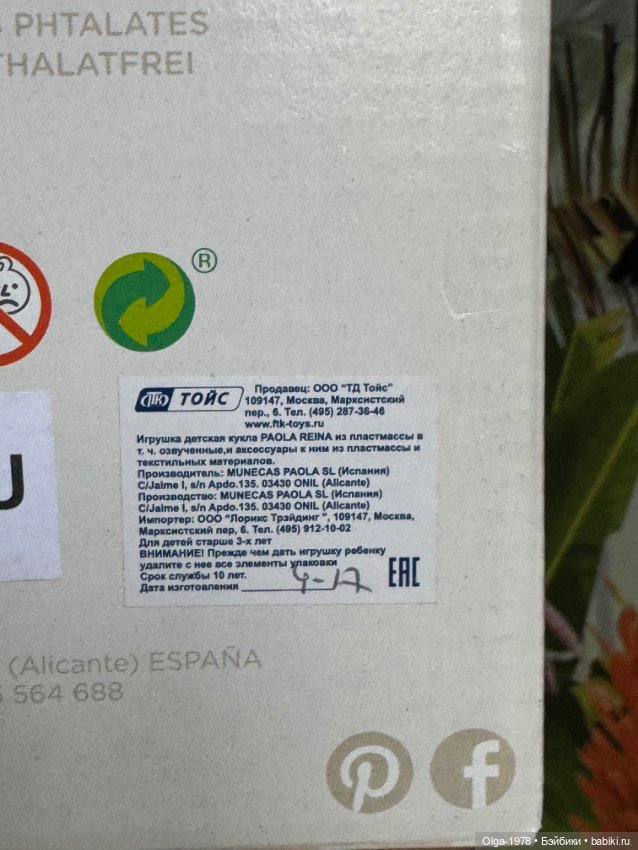 PHTALATES
THALATFREI
®
U
ПТК ТОЙС
Продавец: ООО "ТД Тойс"
109147, Москва, Марксистский
пер., 6. Тел. (495) 287-36-46
www.ftk-toys.ru
Игрушка детская кукла PAOLA REINA из пластмассы в
т. ч. озвученные,и аксессуары к ним из пластмассы и
текстильных материалов.
Производитель: MUNECAS PAOLA SL (Испания)
C/Jaime I, s/n Apdo.135. 03430 ONIL (Alicante)
Производство: MUNECAS PAOLA SL (Испания)
C/Jaime I, s/n Apdo.135. 03430 ONIL (Alicante)
Импортер: ООО "Лорикс Трэйдинг ", 109147, Москва,
Марксистский пер., 6. Тел. (495) 912-10-02
Для детей старше 3-х лет
ВНИМАНИЕ! Прежде чем дать игрушку ребенку
удалите с нее все элементы упаковки
Срок службы 10 лет.
Дата изготовления 4-17
EAC
(Alicante) ESPAÑA
564 688
Olga-1978 • Бэйбики • babiki.ru